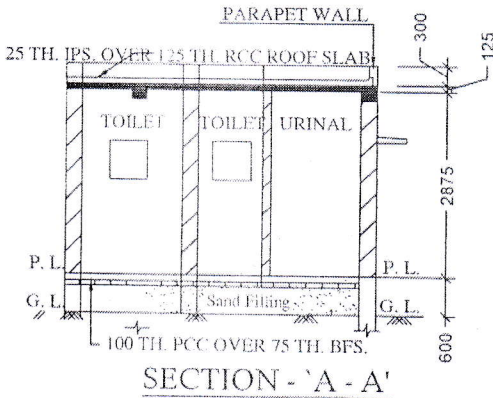 PARAPET WALL
25 TH. IPS. OVER 125 TH. RCC ROOF SLAB
300
125
TOILET TOILET URINAL
2875
P. L. P. L.
G. L. Sand Filling G. L.
600
100 TH. PCC OVER 75 TH. BFS.
SECTION - 'A - A'